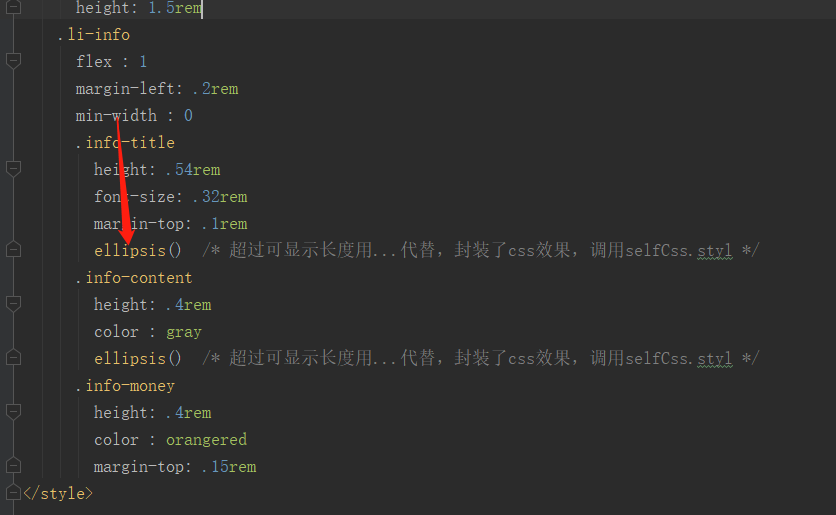 height: 1.5rem
.li-info
flex : 1
margin-left: .2rem
min-width : 0
.info-title
height: .54rem
font-size: .32rem
margin-top: .1rem
ellipsis() /* 超过可显示长度用...代替，封装了css效果，调用selfCss.styl */
.info-content
height: .4rem
color : gray
ellipsis() /* 超过可显示长度用...代替，封装了css效果，调用selfCss.styl */
.info-money
height: .4rem
color : orangered
margin-top: .15rem
</style>